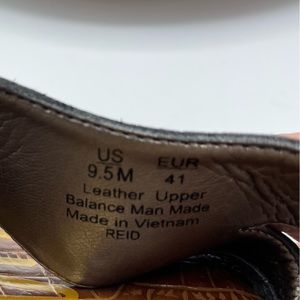 US EUR
9.5M 41
Leather Upper
Balance Man Made
Made in Vietnam
REID